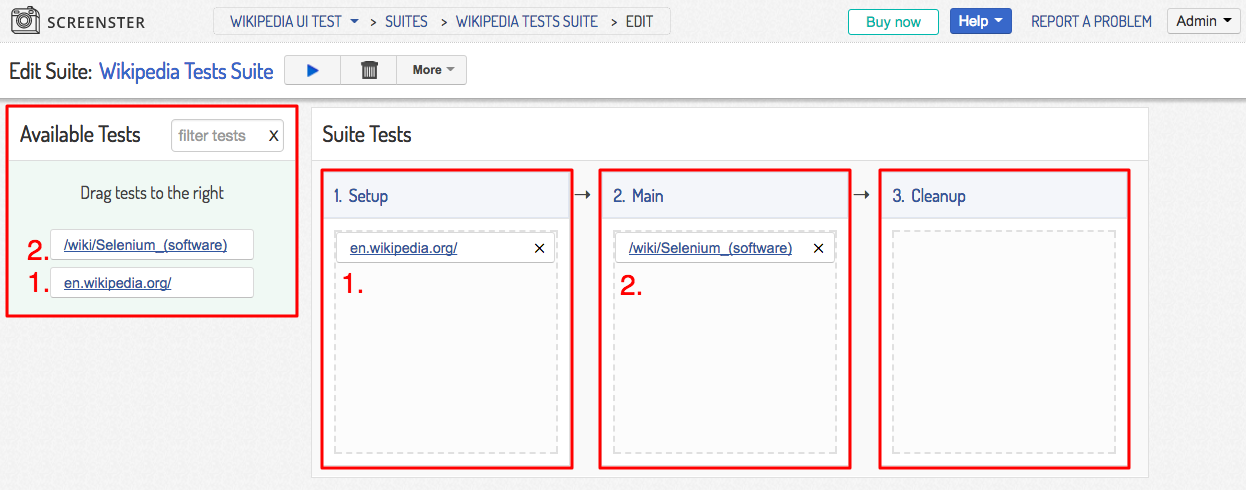 SCREENSTER
WIKIPEDIA UI TEST > SUITES > WIKIPEDIA TESTS SUITE > EDIT
Buy now
Help
REPORT A PROBLEM
Admin
Edit Suite: Wikipedia Tests Suite
More
Available Tests
filter tests X
Drag tests to the right
2. /wiki/Selenium_(software)
1. en.wikipedia.org/
Suite Tests
1. Setup
en.wikipedia.org/ ×
1.
→
2. Main
/wiki/Selenium_(software) ×
2.
→
3. Cleanup